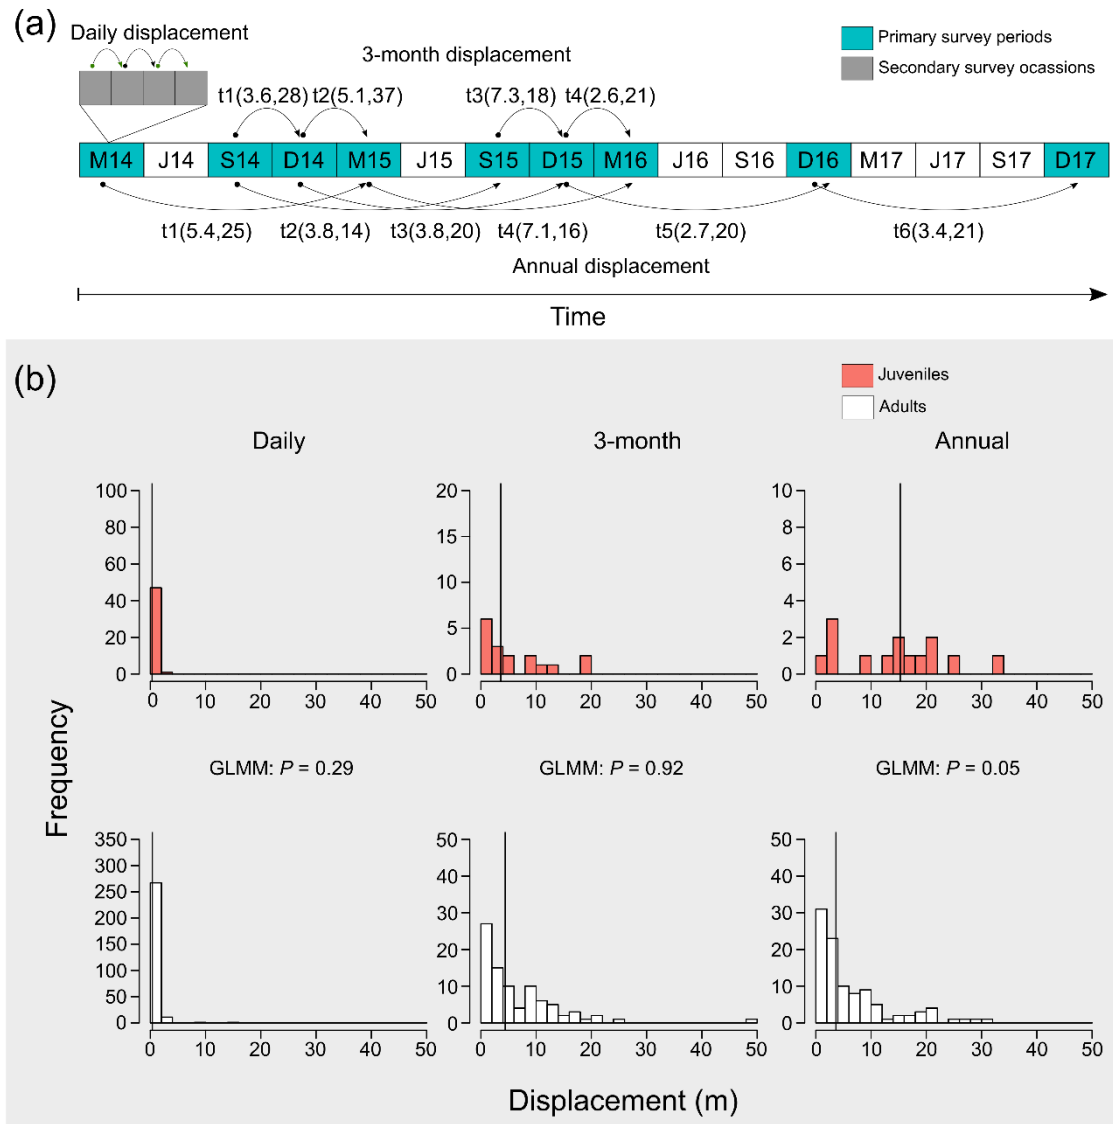 (a)
Daily displacement
3-month displacement
Primary survey periods
Secondary survey ocassions
t1(3.6,28) t2(5.1,37) t3(7.3,18) t4(2.6,21)
M14 J14 S14 D14 M15 J15 S15 D15 M16 J16 S16 D16 M17 J17 S17 D17
t1(5.4,25) t2(3.8,14) t3(3.8,20) t4(7.1,16) t5(2.7,20) t6(3.4,21)
Annual displacement
Time
(b)
Juveniles
Adults
Daily 3-month Annual
100 80 60 40 20 0
0 10 20 30 40 50
20 15 10 5 0
0 10 20 30 40 50
10 8 6 4 2 0
0 10 20 30 40 50
Frequency
GLMM: P = 0.29 GLMM: P = 0.92 GLMM: P = 0.05
350 300 250 200 150 100 50 0
0 10 20 30 40 50
50 40 30 20 10 0
0 10 20 30 40 50
50 40 30 20 10 0
0 10 20 30 40 50
Displacement (m)